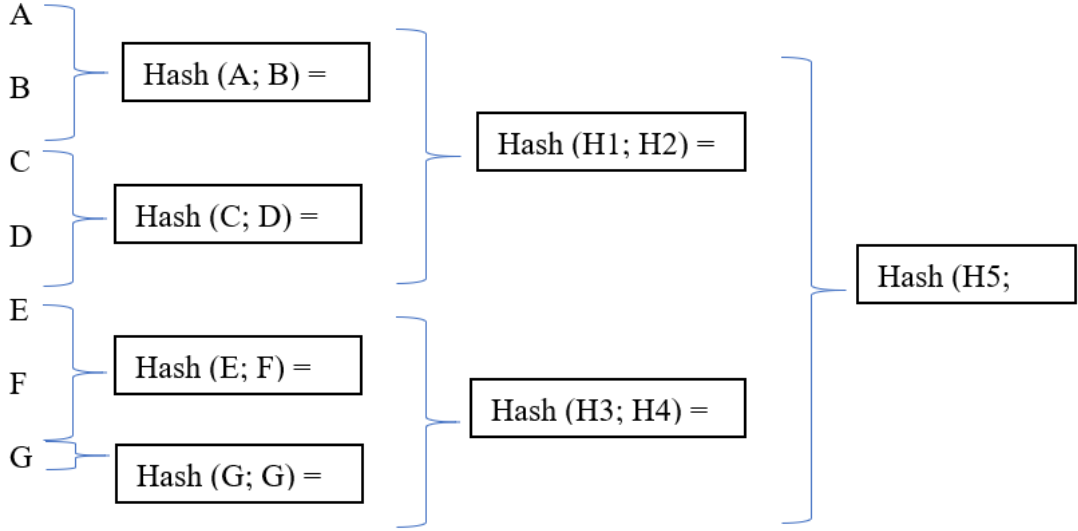 A
B
Hash (A; B) =
C
D
Hash (C; D) =
E
F
Hash (E; F) =
G
Hash (G; G) =
Hash (H1; H2) =
Hash (H3; H4) =
Hash (H5;